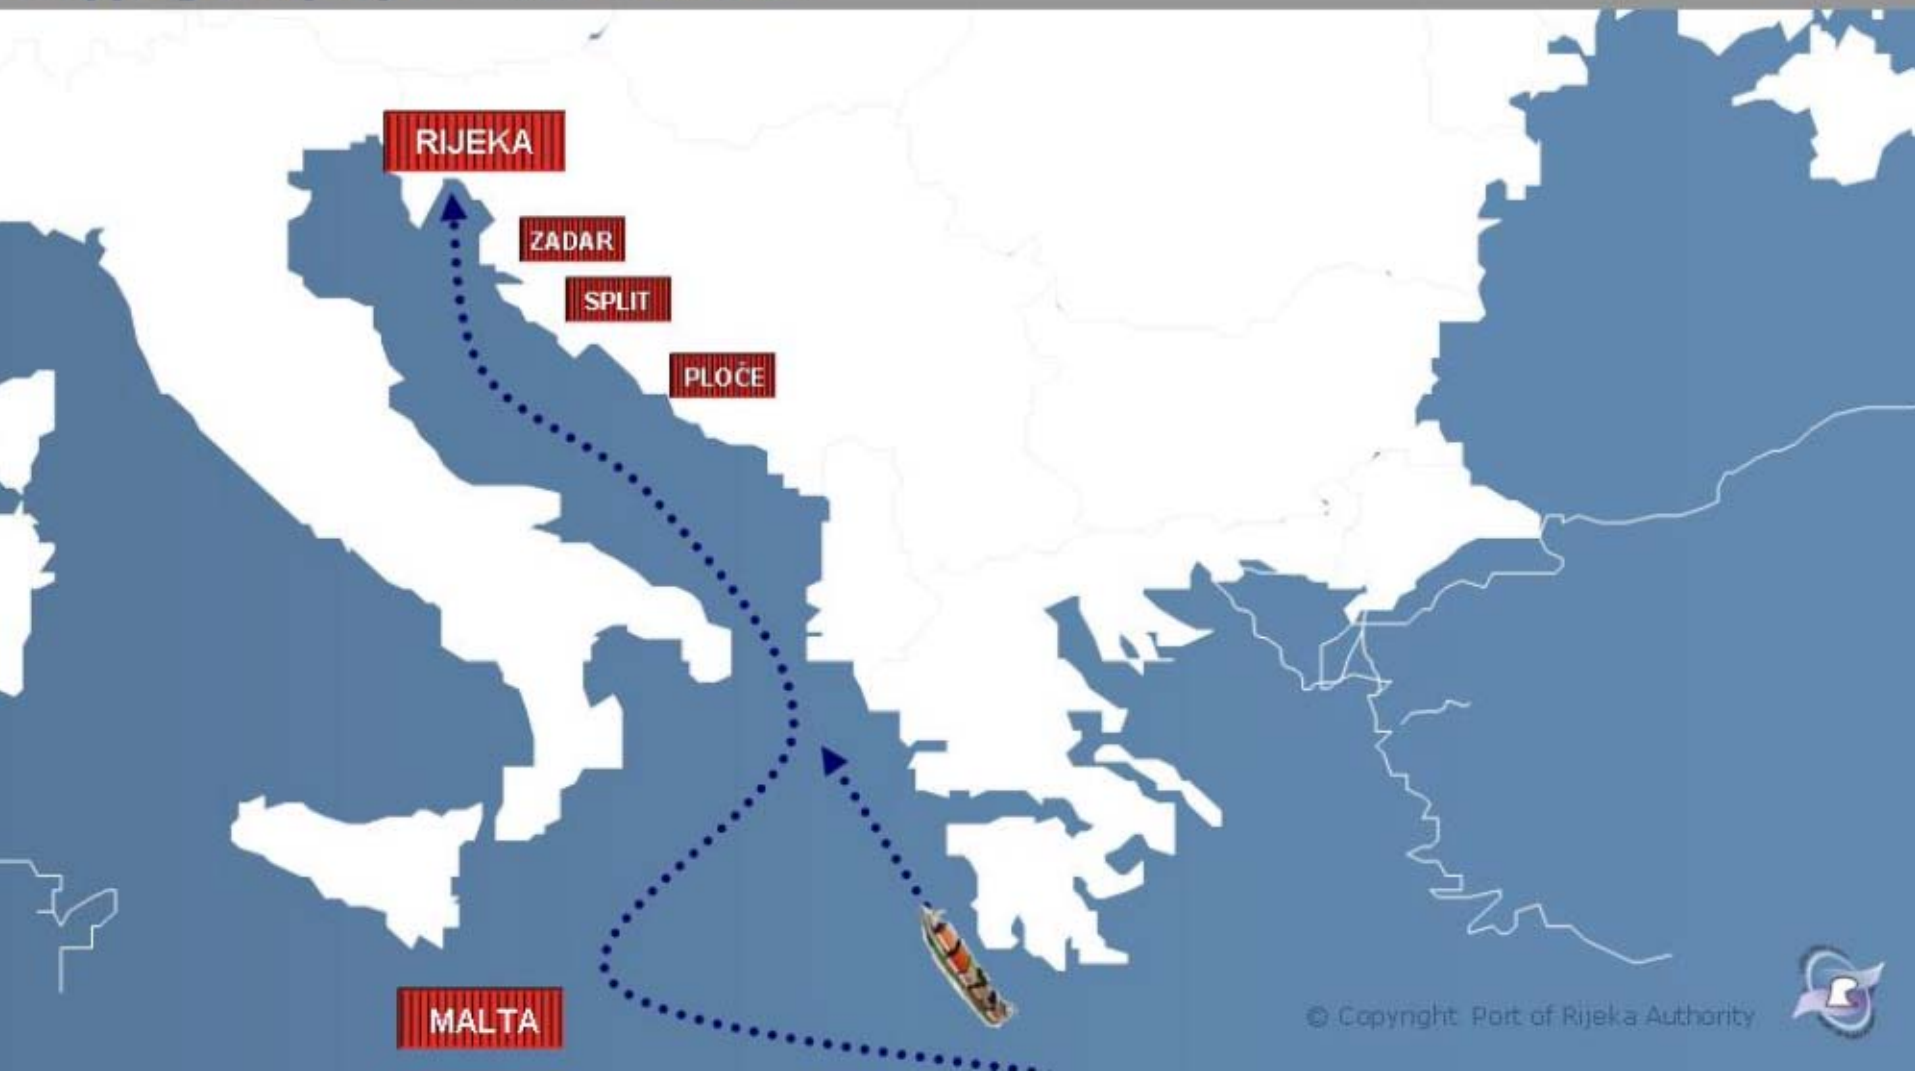 RIJEKA
ZADAR
SPLIT
PLOČE
MALTA
© Copyright Port of Rijeka Authority